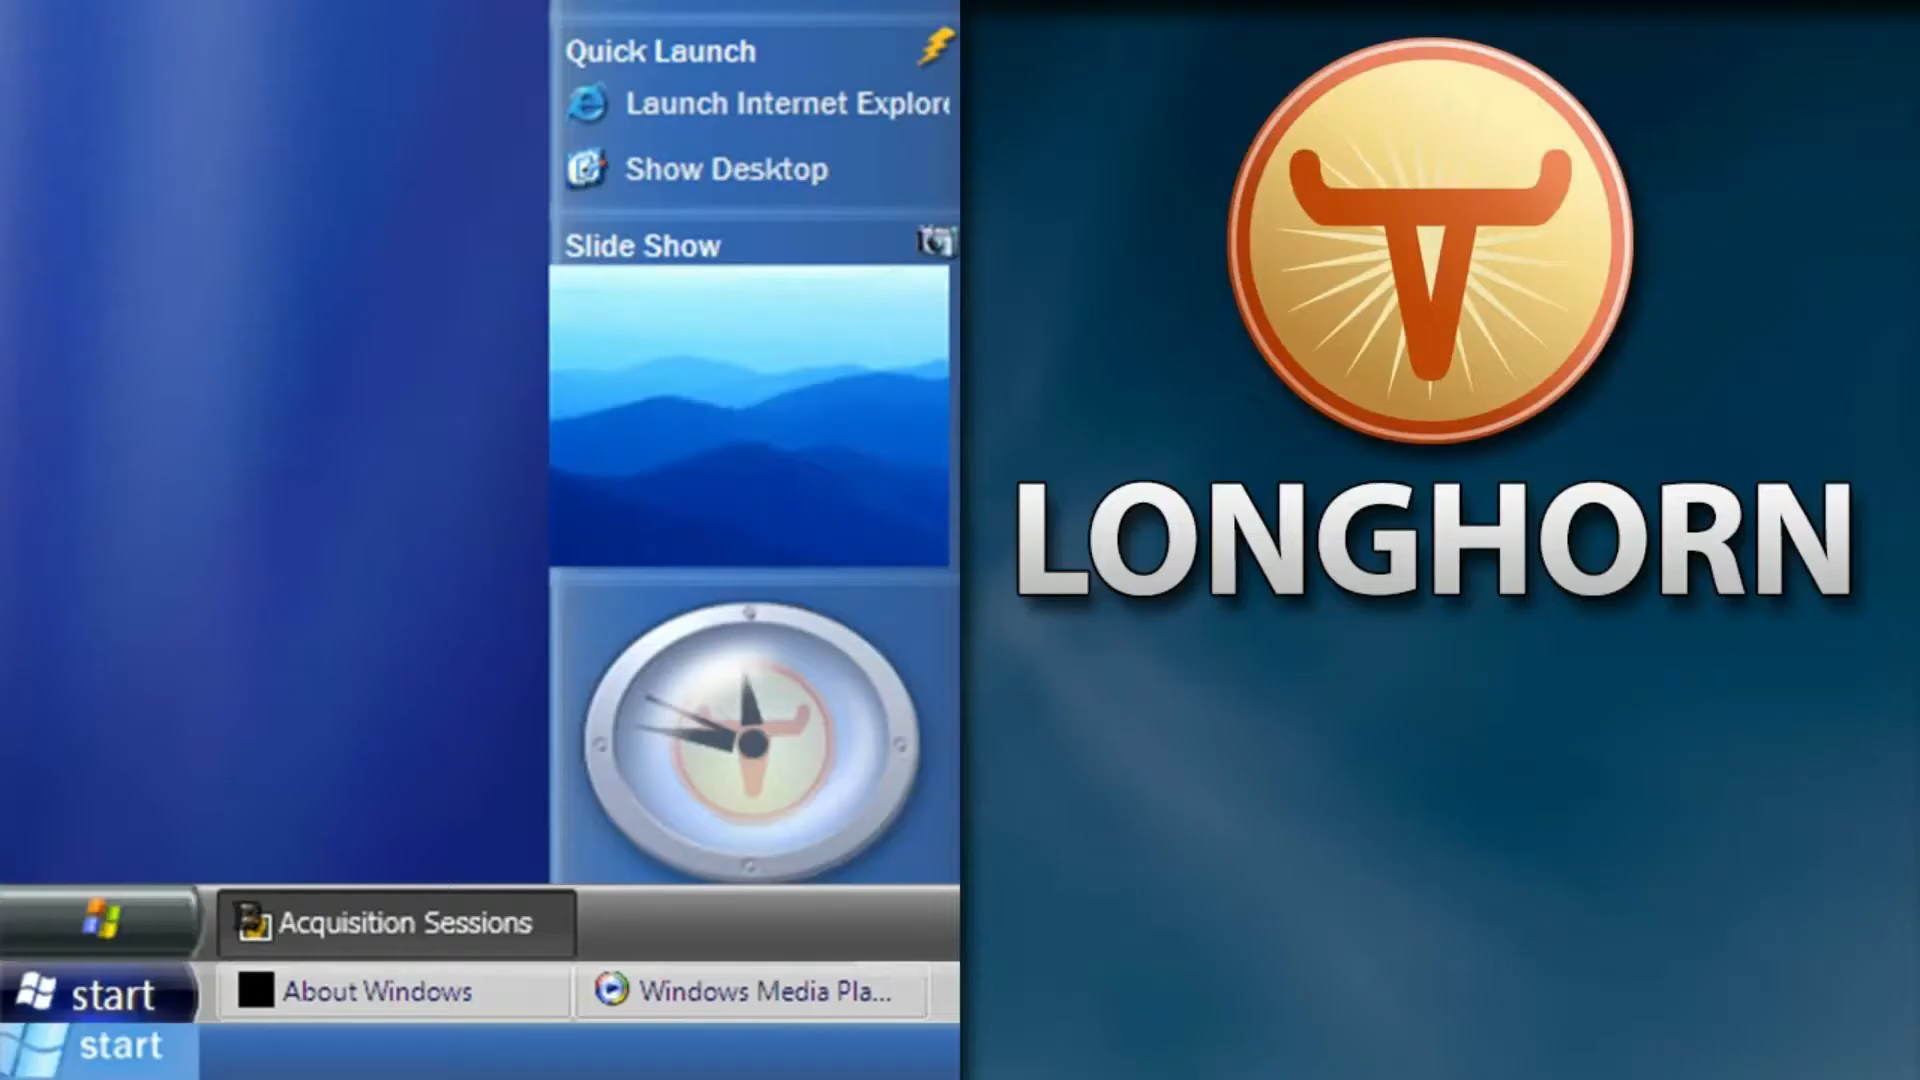 Quick Launch
Launch Internet Explore
Show Desktop
Slide Show
Acquisition Sessions
start
About Windows
Windows Media Pla...
start
LONGHORN